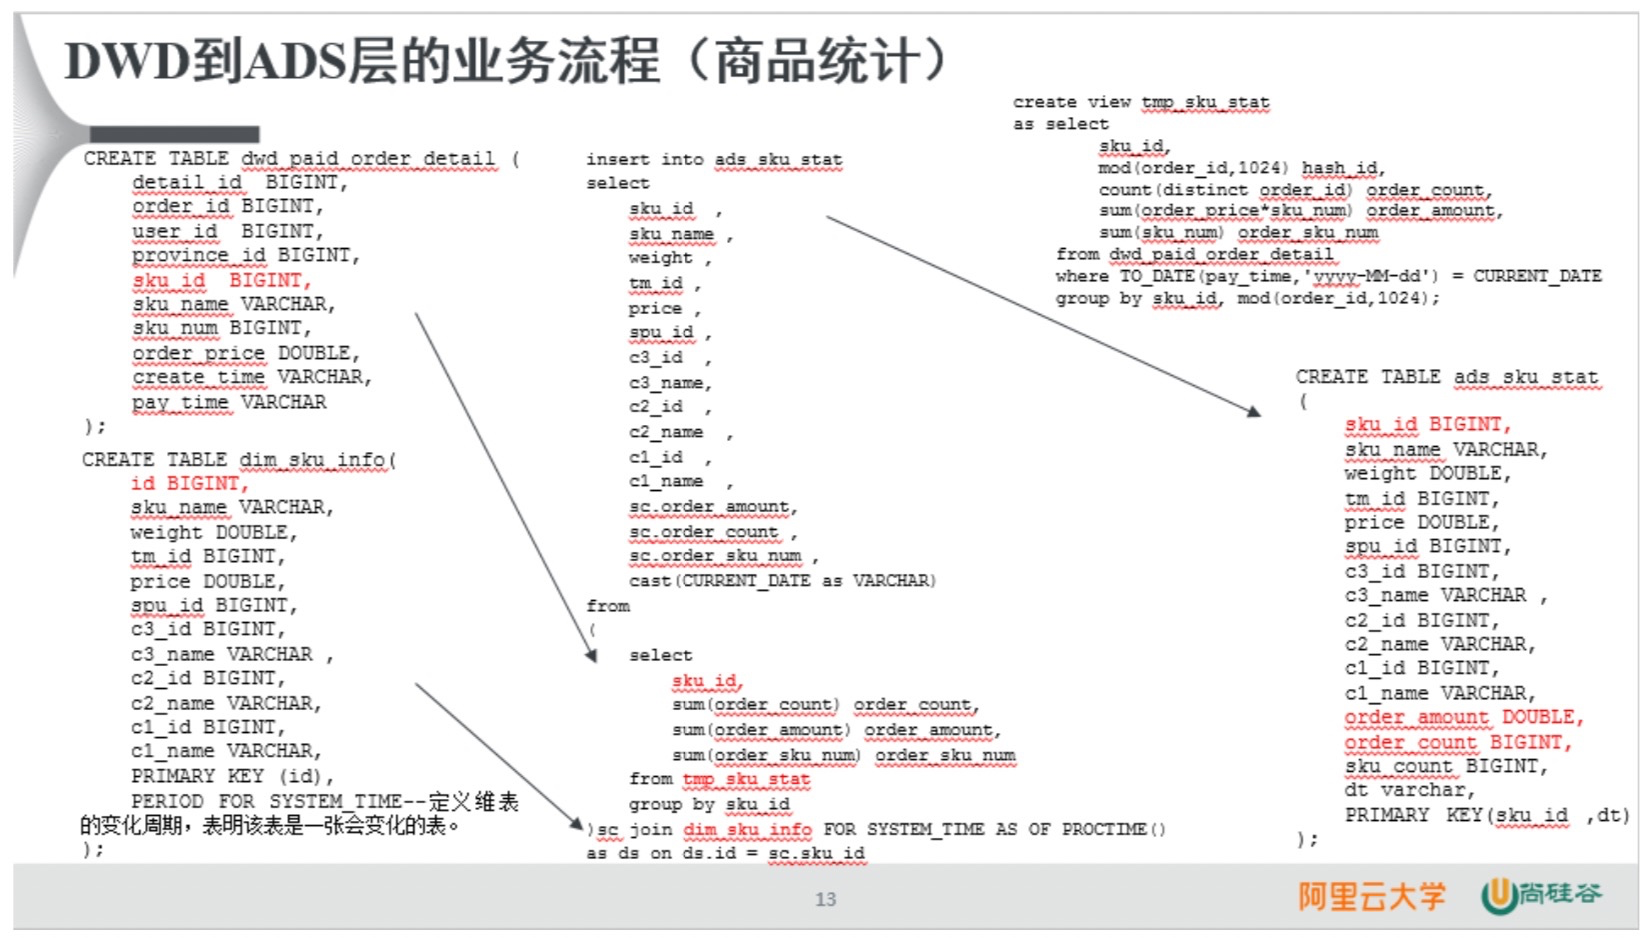 DWD到ADS层的业务流程（商品统计）
CREATE TABLE dwd_paid_order_detail (
detail_id  BIGINT,
order_id BIGINT,
user_id  BIGINT,
province_id BIGINT,
sku_id  BIGINT,
sku_name VARCHAR,
sku_num BIGINT,
order_price DOUBLE,
create_time VARCHAR,
pay_time VARCHAR
);
CREATE TABLE dim_sku_info(
id BIGINT,
sku_name VARCHAR,
weight DOUBLE,
tm_id BIGINT,
price DOUBLE,
spu_id BIGINT,
c3_id BIGINT,
c3_name VARCHAR ,
c2_id BIGINT,
c2_name VARCHAR,
c1_id BIGINT,
c1_name VARCHAR,
PRIMARY KEY (id),
PERIOD FOR SYSTEM_TIME--定义维表
的变化周期，表明该表是一张会变化的表。
);
insert into ads_sku_stat
select
sku_id  ,
sku_name ,
weight ,
tm_id ,
price ,
spu_id ,
c3_id  ,
c3_name,
c2_id  ,
c2_name  ,
c1_id  ,
c1_name  ,
sc.order_amount,
sc.order_count ,
sc.order_sku_num ,
cast(CURRENT_DATE as VARCHAR)
from
(
select
sku_id,
sum(order_count) order_count,
sum(order_amount) order_amount,
sum(order_sku_num) order_sku_num
from tmp_sku_stat
group by sku_id
)sc join dim_sku_info FOR SYSTEM_TIME AS OF PROCTIME()
as ds on ds.id = sc.sku_id
create view tmp_sku_stat
as select
sku_id,
mod(order_id,1024) hash_id,
count(distinct order_id) order_count,
sum(order_price*sku_num) order_amount,
sum(sku_num) order_sku_num
from dwd_paid_order_detail
where TO_DATE(pay_time,'yyyy-MM-dd') = CURRENT_DATE
group by sku_id, mod(order_id,1024);
CREATE TABLE ads_sku_stat
(
sku_id BIGINT,
sku_name VARCHAR,
weight DOUBLE,
tm_id BIGINT,
price DOUBLE,
spu_id BIGINT,
c3_id BIGINT,
c3_name VARCHAR ,
c2_id BIGINT,
c2_name VARCHAR,
c1_id BIGINT,
c1_name VARCHAR,
order_amount DOUBLE,
order_count BIGINT,
sku_count BIGINT,
dt varchar,
PRIMARY KEY(sku_id ,dt)
);
13
阿里云大学
U尚硅谷